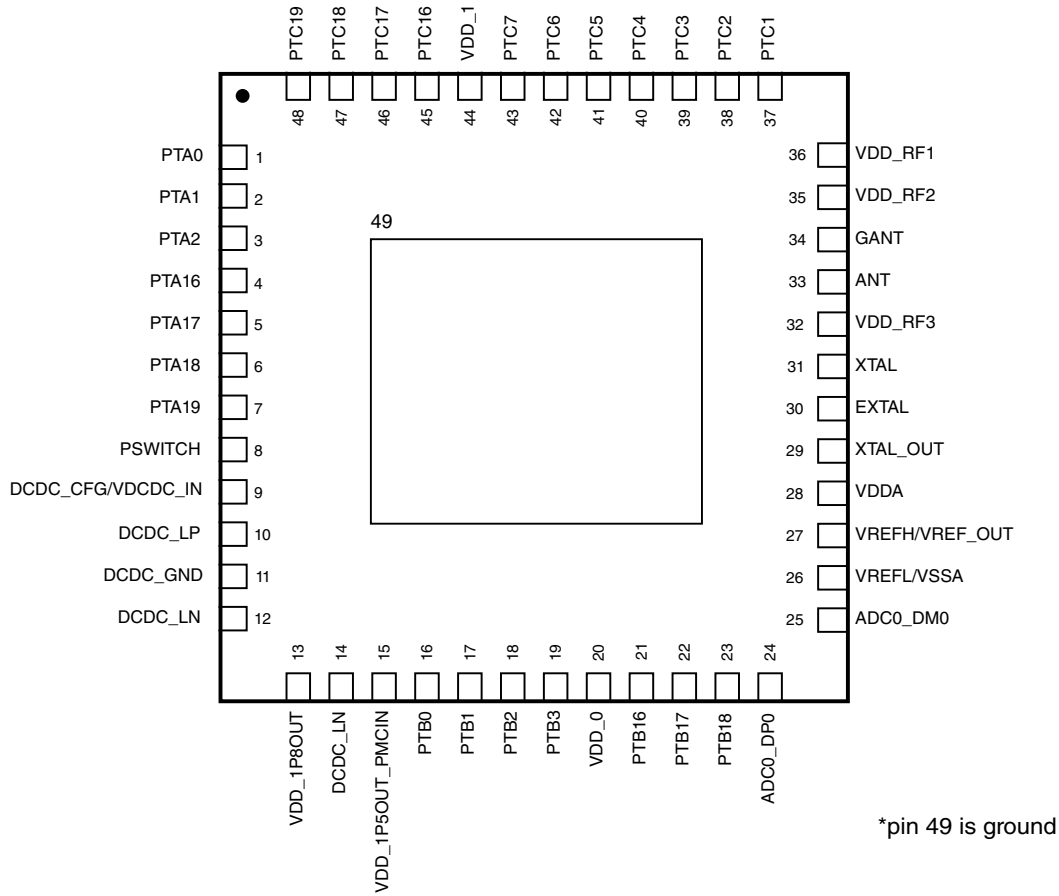 PTC19 PTC18 PTC17 PTC16 VDD_1 PTC7 PTC6 PTC5 PTC4 PTC3 PTC2 PTC1
48 47 46 45 44 43 42 41 40 39 38 37
PTA0 1 36 VDD_RF1
PTA1 2 35 VDD_RF2
49
PTA2 3 34 GANT
PTA16 4 33 ANT
PTA17 5 32 VDD_RF3
PTA18 6 31 XTAL
PTA19 7 30 EXTAL
PSWITCH 8 29 XTAL_OUT
DCDC_CFG/VDCDC_IN 9 28 VDDA
DCDC_LP 10 27 VREFH/VREF_OUT
DCDC_GND 11 26 VREFL/VSSA
DCDC_LN 12 25 ADC0_DM0
13 14 15 16 17 18 19 20 21 22 23 24
VDD_1P8OUT DCDC_LN VDD_1P5OUT_PMCIN PTB0 PTB1 PTB2 PTB3 VDD_0 PTB16 PTB17 PTB18 ADC0_DP0
*pin 49 is ground